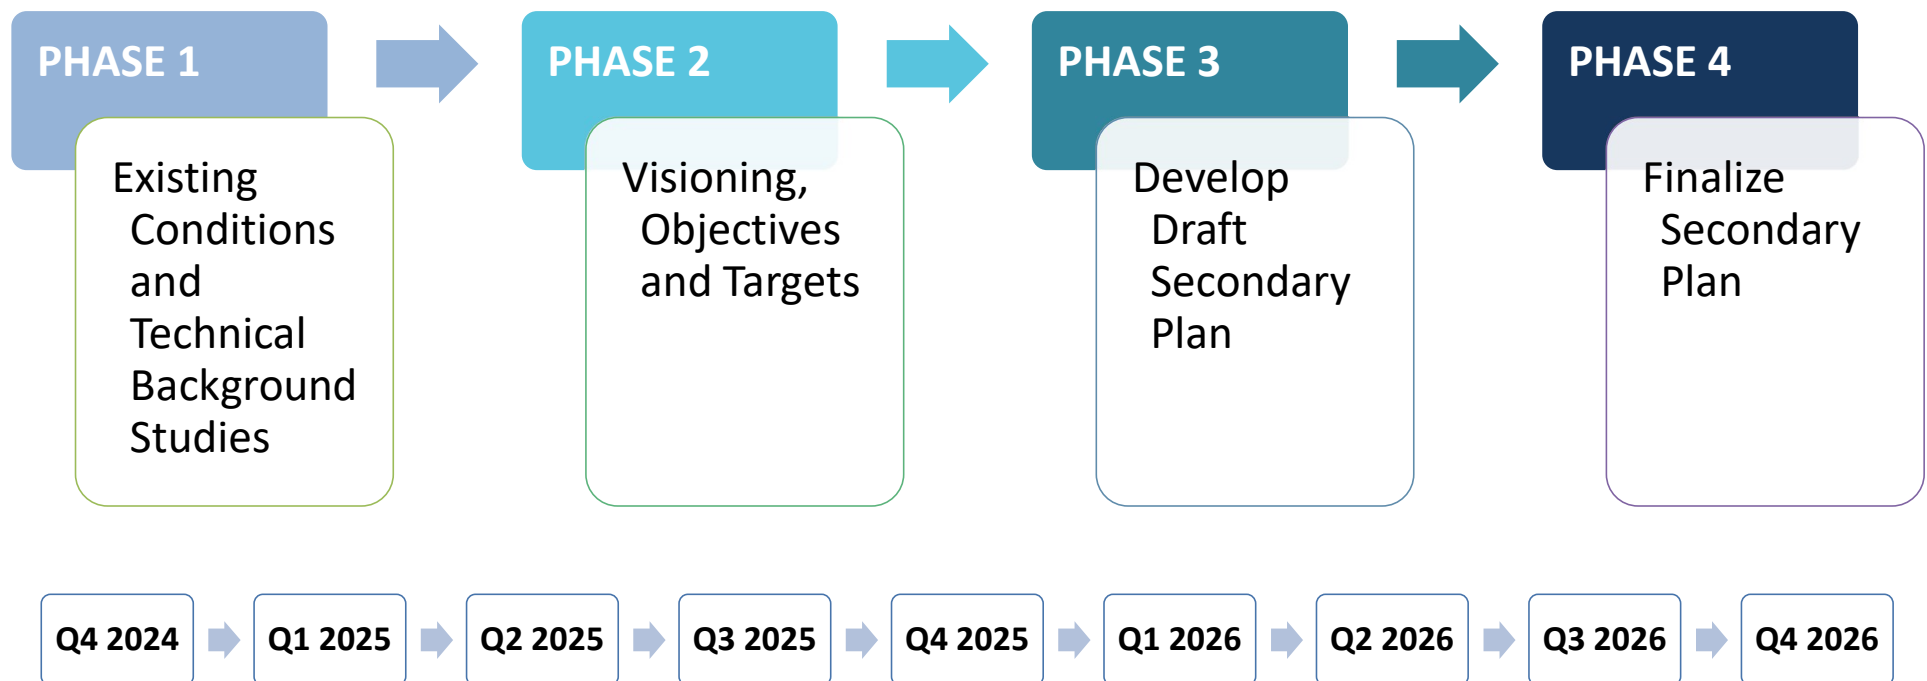 PHASE 1
Existing
Conditions
and
Technical
Background
Studies
PHASE 2
Visioning,
Objectives
and Targets
PHASE 3
Develop
Draft
Secondary
Plan
PHASE 4
Finalize
Secondary
Plan
Q4 2024
Q1 2025
Q2 2025
Q3 2025
Q4 2025
Q1 2026
Q2 2026
Q3 2026
Q4 2026